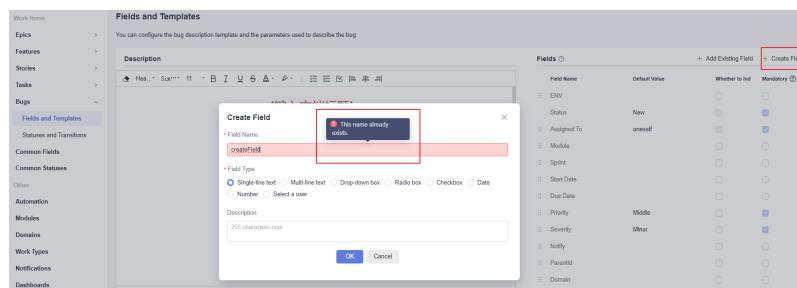 Work Items
Epics
Features
Stories
Tasks
Bugs
Fields and Templates
Statuses and Transitions
Common Fields
Common Statuses
Other
Automation
Modules
Domains
Work Types
Notifications
Dashboards
Fields and Templates
You can configure the bug description template and the parameters used to describe the bug.
Description
Hea... Size 11 B I U S A
Create Field
This name already exists.
* Field Name
createField
* Field Type
Single-line text Multi-line text Drop-down box Radio box Checkbox Date
Number Select a user
Description:
255 characters max
OK Cancel
Fields + Add Existing Field + Create Fie
Field Name Default Value Whether to hid Mandatory
ENV
Status New
Assigned To oneself
Module
Sprint
Start Date
Due Date
Priority Middle
Severity Minor
Notify
ParentId
Domain